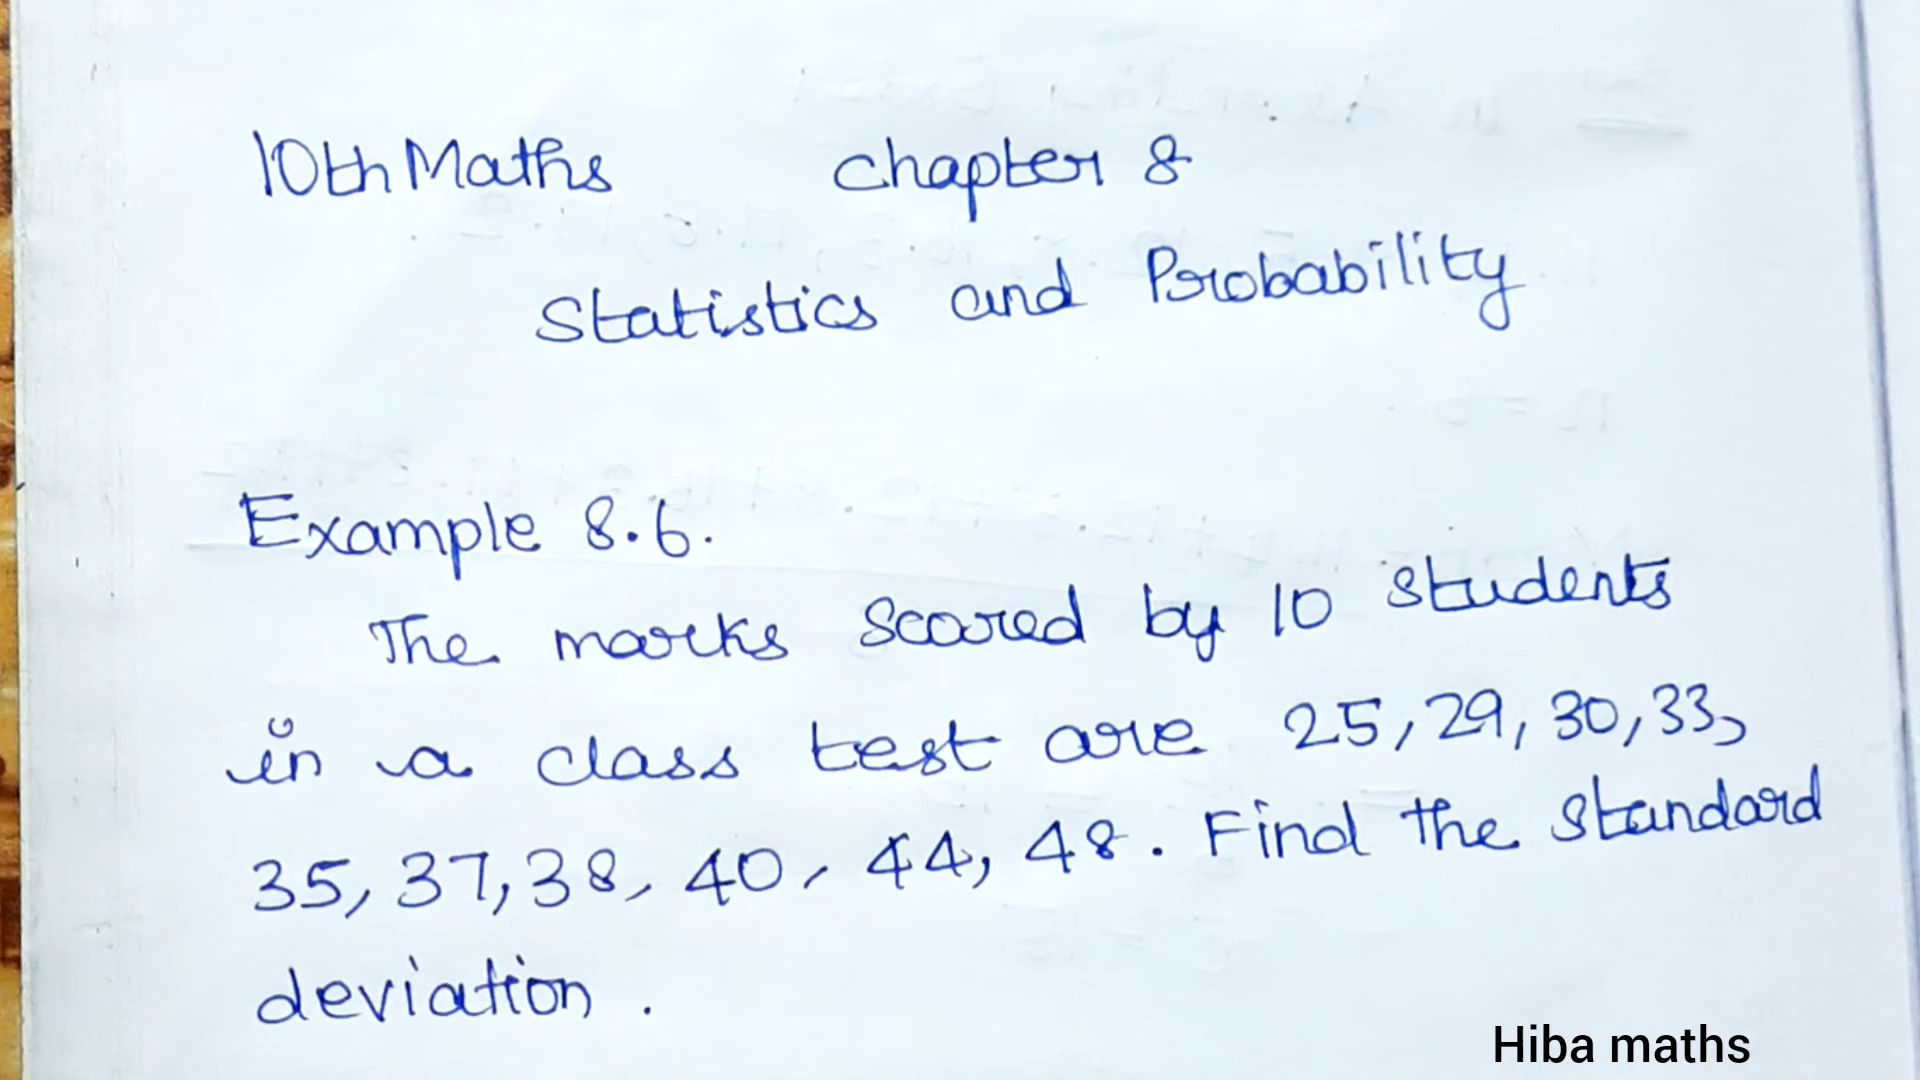 10th Maths chapter 8
Statistics and Probability
Example 8.6.
The marks scored by 10 students
in a class test are 25, 29, 30, 33,
35, 37, 38, 40, 44, 48. Find the standard
deviation.
Hiba maths